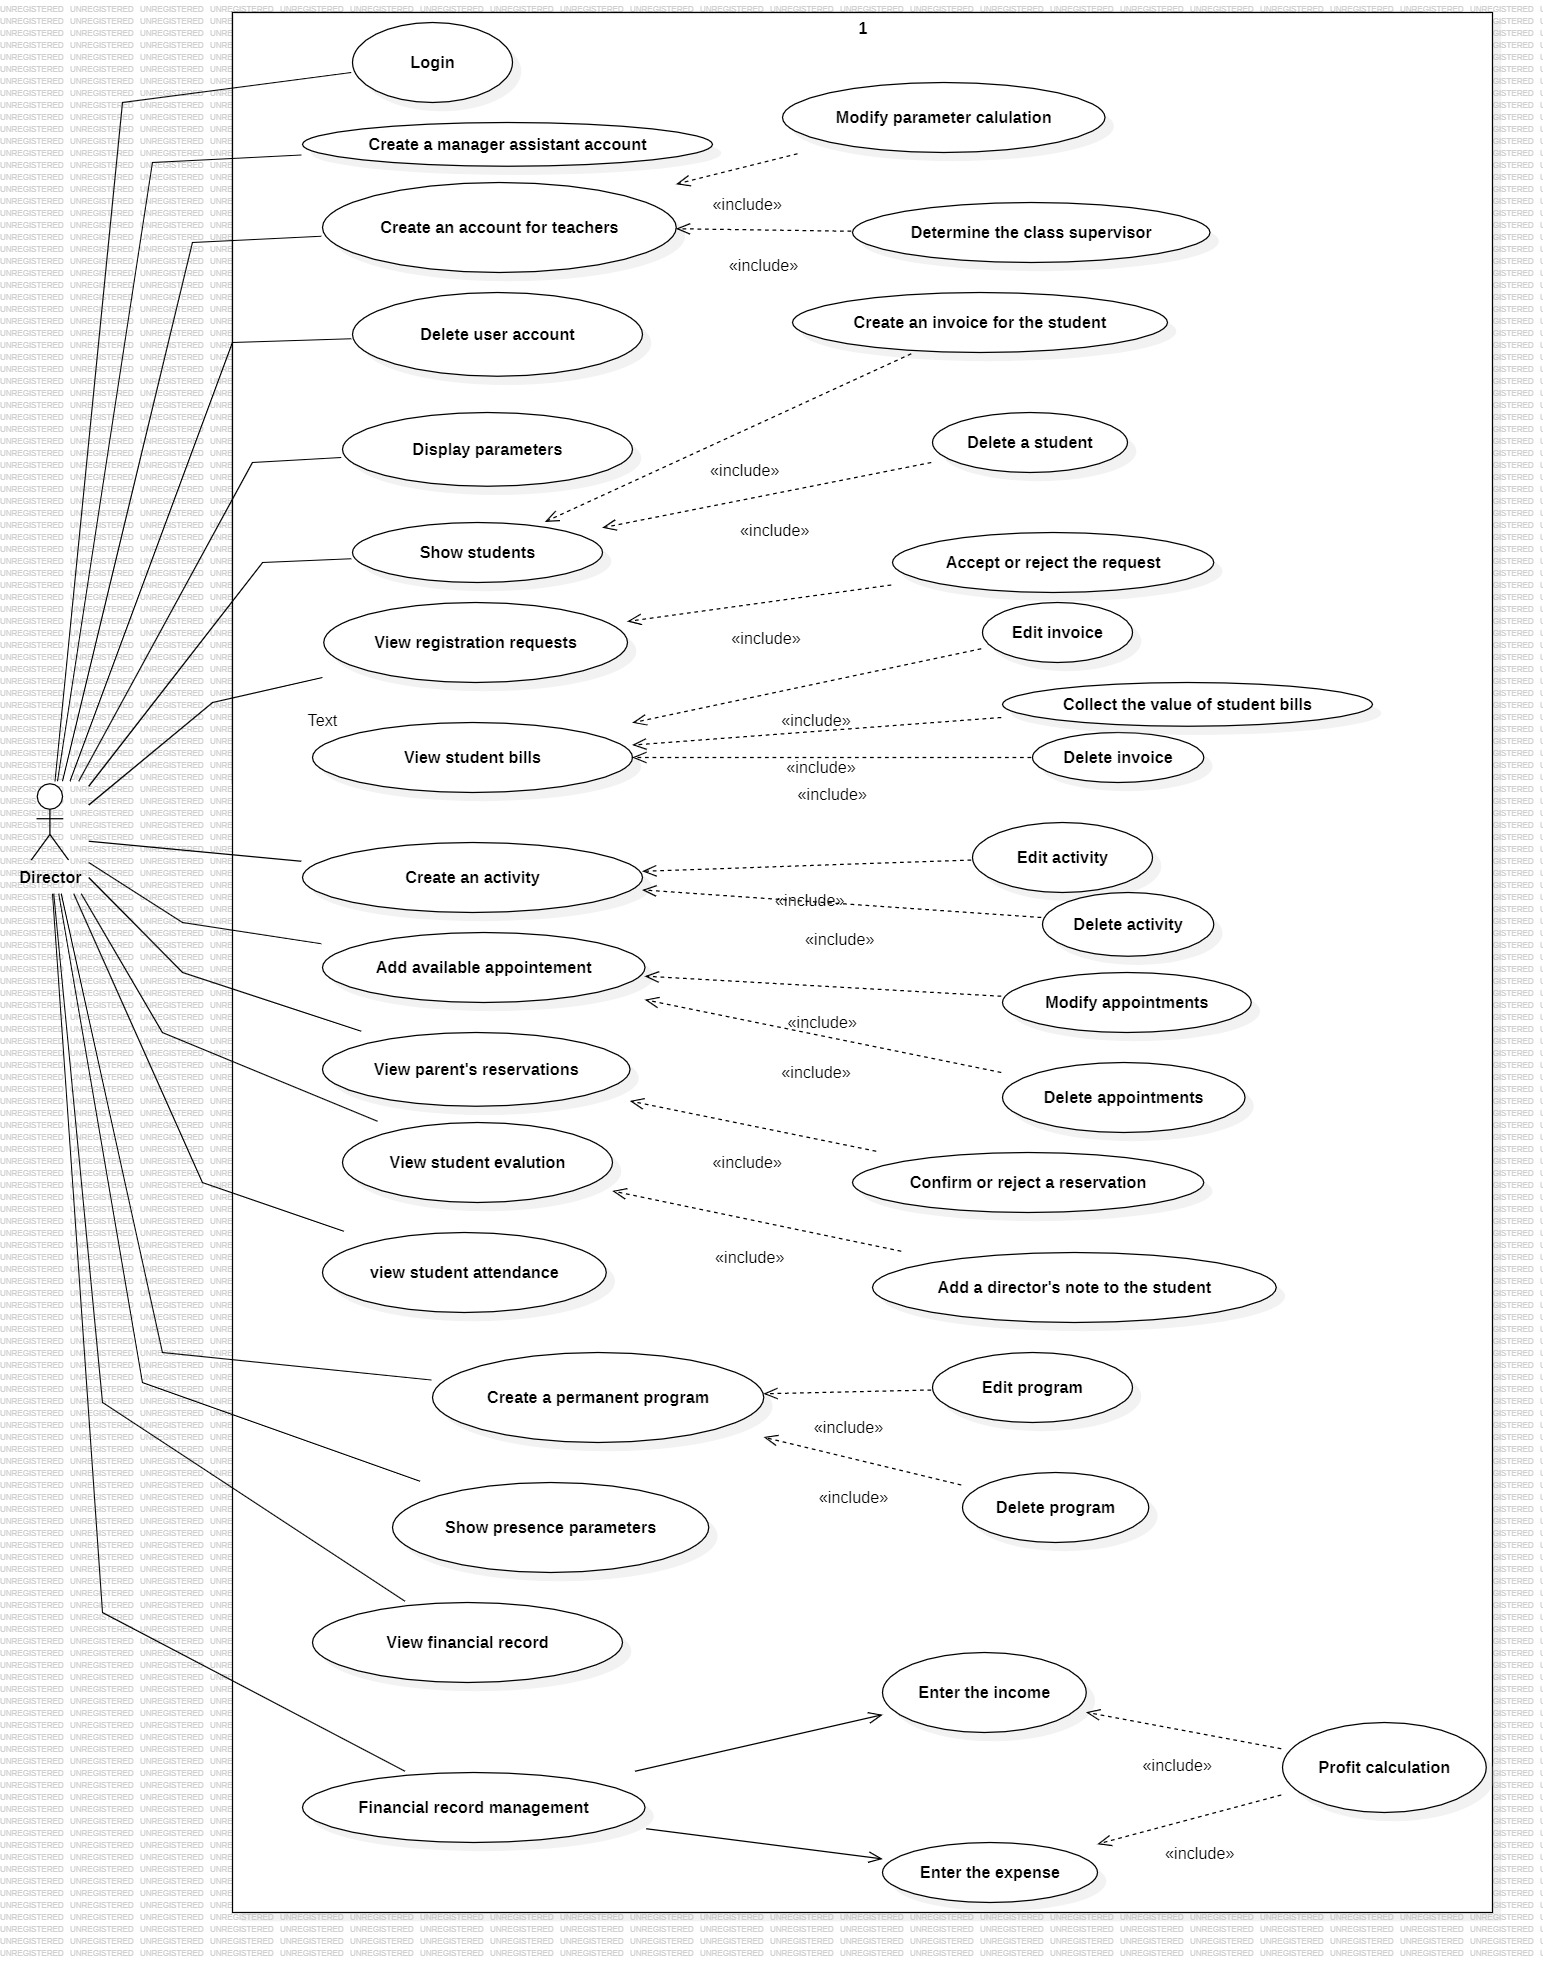 1
Login
Modify parameter calulation
Create a manager assistant account
«include»
Create an account for teachers
Determine the class supervisor
«include»
Create an invoice for the student
Delete user account
Delete a student
Display parameters
«include»
«include»
Show students
Accept or reject the request
Edit invoice
View registration requests
«include»
Collect the value of student bills
Text
«include»
View student bills
Delete invoice
«include»
«include»
Edit activity
Director
Create an activity
«include»
Delete activity
«include»
Add available appointement
Modify appointments
«include»
View parent's reservations
«include»
Delete appointments
View student evalution
«include»
Confirm or reject a reservation
«include»
view student attendance
Add a director's note to the student
Create a permanent program
Edit program
«include»
«include»
Delete program
Show presence parameters
View financial record
Enter the income
«include»
Profit calculation
Financial record management
«include»
Enter the expense
UNREGISTERED